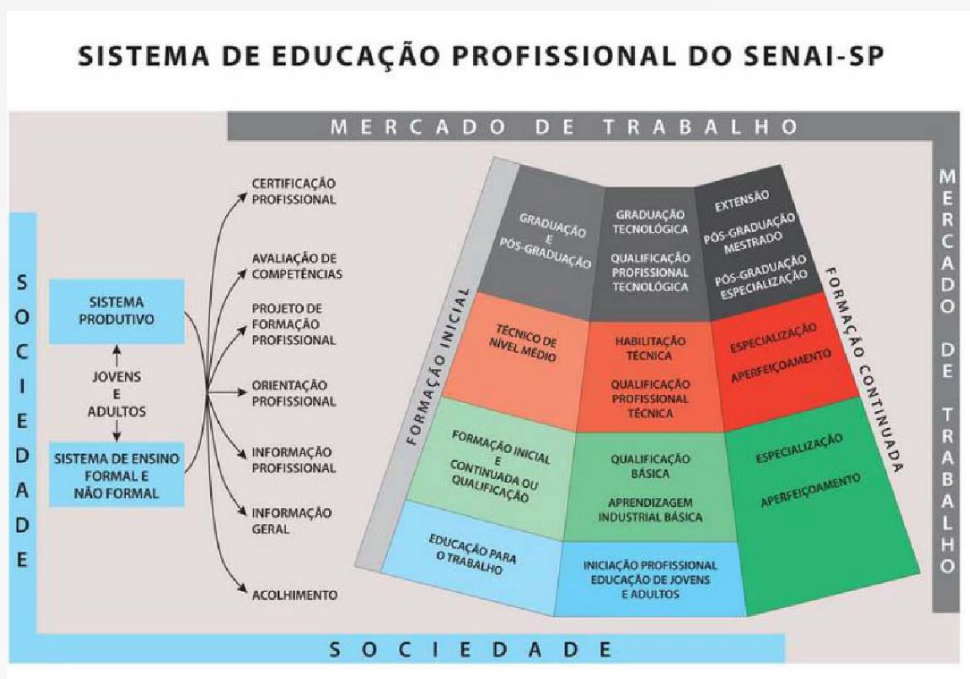 SISTEMA DE EDUCAÇÃO PROFISSIONAL DO SENAI-SP
MERCADO DE TRABALHO
MERCADO DE TRABALHO
SOCIEDADE
SISTEMA
PRODUTIVO
JOVENS
E
ADULTOS
SISTEMA DE ENSINO
FORMAL E
NÃO FORMAL
CERTIFICAÇÃO
PROFISSIONAL
AVALIAÇÃO DE
COMPETÊNCIAS
PROJETO DE
FORMAÇÃO
PROFISSIONAL
ORIENTAÇÃO
PROFISSIONAL
INFORMAÇÃO
PROFISSIONAL
INFORMAÇÃO
GERAL
ACOLHIMENTO
FORMAÇÃO INICIAL
GRADUAÇÃO
E
PÓS-GRADUAÇÃO
GRADUAÇÃO
TECNOLÓGICA
QUALIFICAÇÃO
PROFISSIONAL
TECNOLÓGICA
EXTENSÃO
PÓS-GRADUAÇÃO
MESTRADO
PÓS-GRADUAÇÃO
ESPECIALIZAÇÃO
TÉCNICO DE
NÍVEL MÉDIO
HABILITAÇÃO
TÉCNICA
QUALIFICAÇÃO
PROFISSIONAL
TÉCNICA
ESPECIALIZAÇÃO
APERFEIÇOAMENTO
FORMAÇÃO INICIAL
E
CONTINUADA OU
QUALIFICAÇÃO
QUALIFICAÇÃO
BÁSICA
APRENDIZAGEM
INDUSTRIAL BÁSICA
ESPECIALIZAÇÃO
APERFEIÇOAMENTO
EDUCAÇÃO PARA
O TRABALHO
INICIAÇÃO PROFISSIONAL
EDUCAÇÃO DE JOVENS
E ADULTOS
FORMAÇÃO CONTINUADA
SOCIEDADE